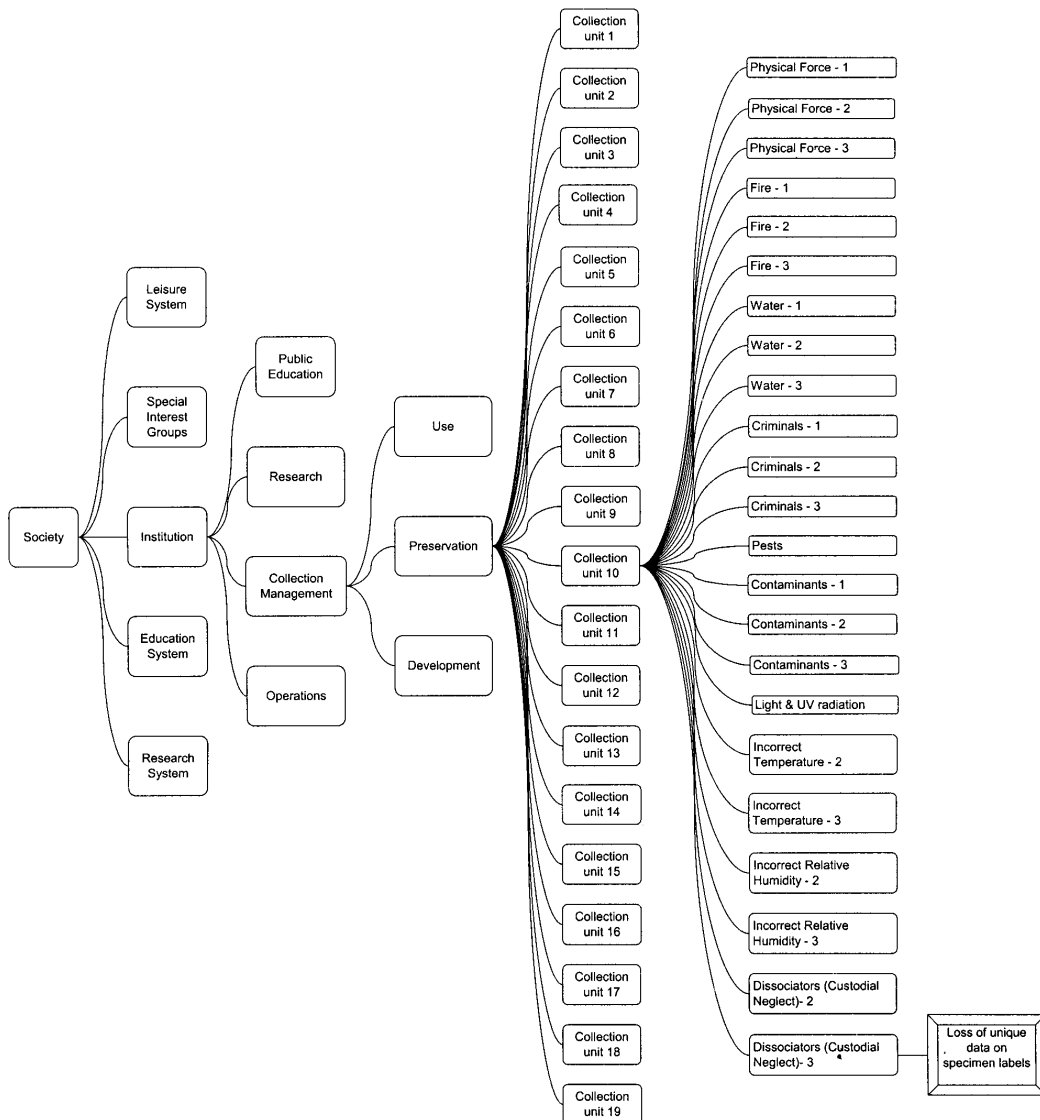 Society
Leisure
System
Special
Interest
Groups
Institution
Education
System
Research
System
Public
Education
Research
Collection
Management
Operations
Use
Preservation
Development
Collection
unit 1
Collection
unit 2
Collection
unit 3
Collection
unit 4
Collection
unit 5
Collection
unit 6
Collection
unit 7
Collection
unit 8
Collection
unit 9
Collection
unit 10
Collection
unit 11
Collection
unit 12
Collection
unit 13
Collection
unit 14
Collection
unit 15
Collection
unit 16
Collection
unit 17
Collection
unit 18
Collection
unit 19
Physical Force - 1
Physical Force - 2
Physical Force - 3
Fire - 1
Fire - 2
Fire - 3
Water - 1
Water - 2
Water - 3
Criminals - 1
Criminals - 2
Criminals - 3
Pests
Contaminants - 1
Contaminants - 2
Contaminants - 3
Light & UV radiation
Incorrect
Temperature - 2
Incorrect
Temperature - 3
Incorrect Relative
Humidity - 2
Incorrect Relative
Humidity - 3
Dissociators (Custodial
Neglect)- 2
Dissociators (Custodial
Neglect)- 3
Loss of unique
data on
specimen labels